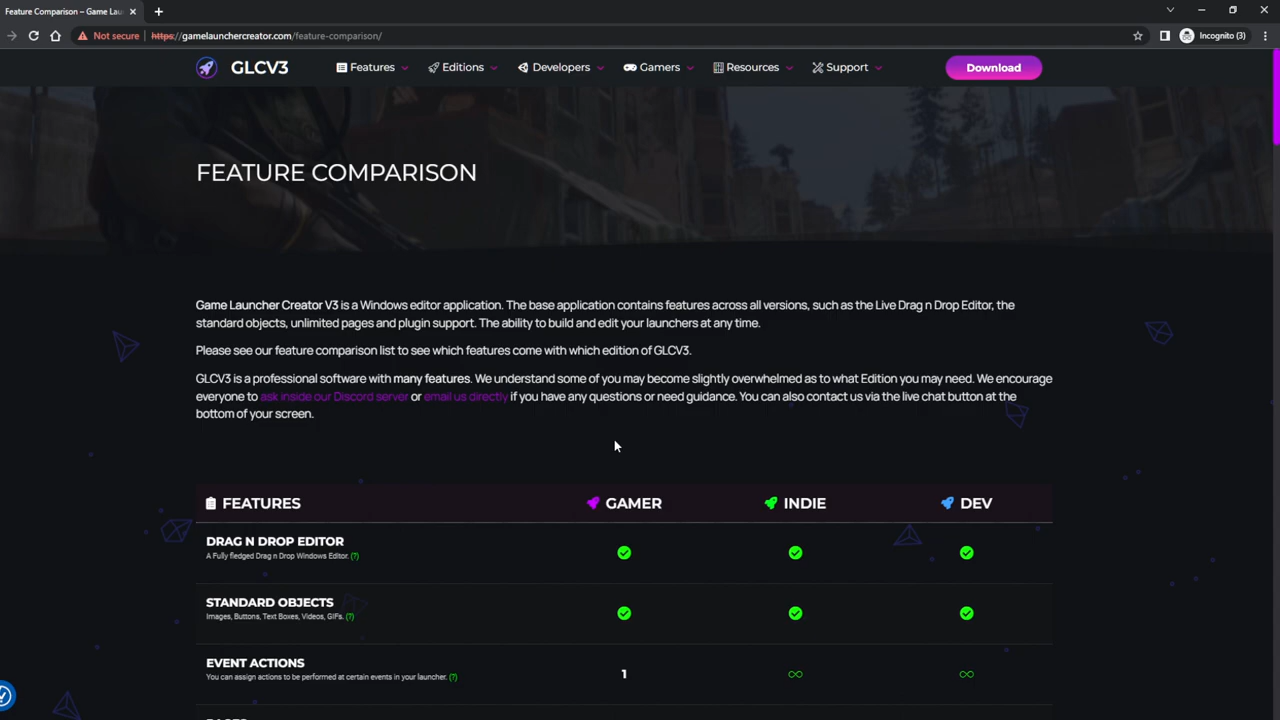 Feature Comparison – Game Lau
Not secure
https://gamelaunchercreator.com/feature-comparison/
Incognito (3)
GLCV3
Features
Editions
Developers
Gamers
Resources
Support
Download
FEATURE COMPARISON
Game Launcher Creator V3 is a Windows editor application. The base application contains features across all versions, such as the Live Drag n Drop Editor, the
standard objects, unlimited pages and plugin support. The ability to build and edit your launchers at any time.
Please see our feature comparison list to see which features come with which edition of GLCV3.
GLCV3 is a professional software with many features. We understand some of you may become slightly overwhelmed as to what Edition you may need. We encourage
everyone to ask inside our Discord server or email us directly if you have any questions or need guidance. You can also contact us via the live chat button at the
bottom of your screen.
FEATURES GAMER INDIE DEV
DRAG N DROP EDITOR
A Fully fledged Drag n Drop Windows Editor. (?)
STANDARD OBJECTS
Images, Buttons, Text Boxes, Videos, GIFs. (?)
EVENT ACTIONS
You can assign actions to be performed at certain events in your launcher. (?)
1 ∞ ∞